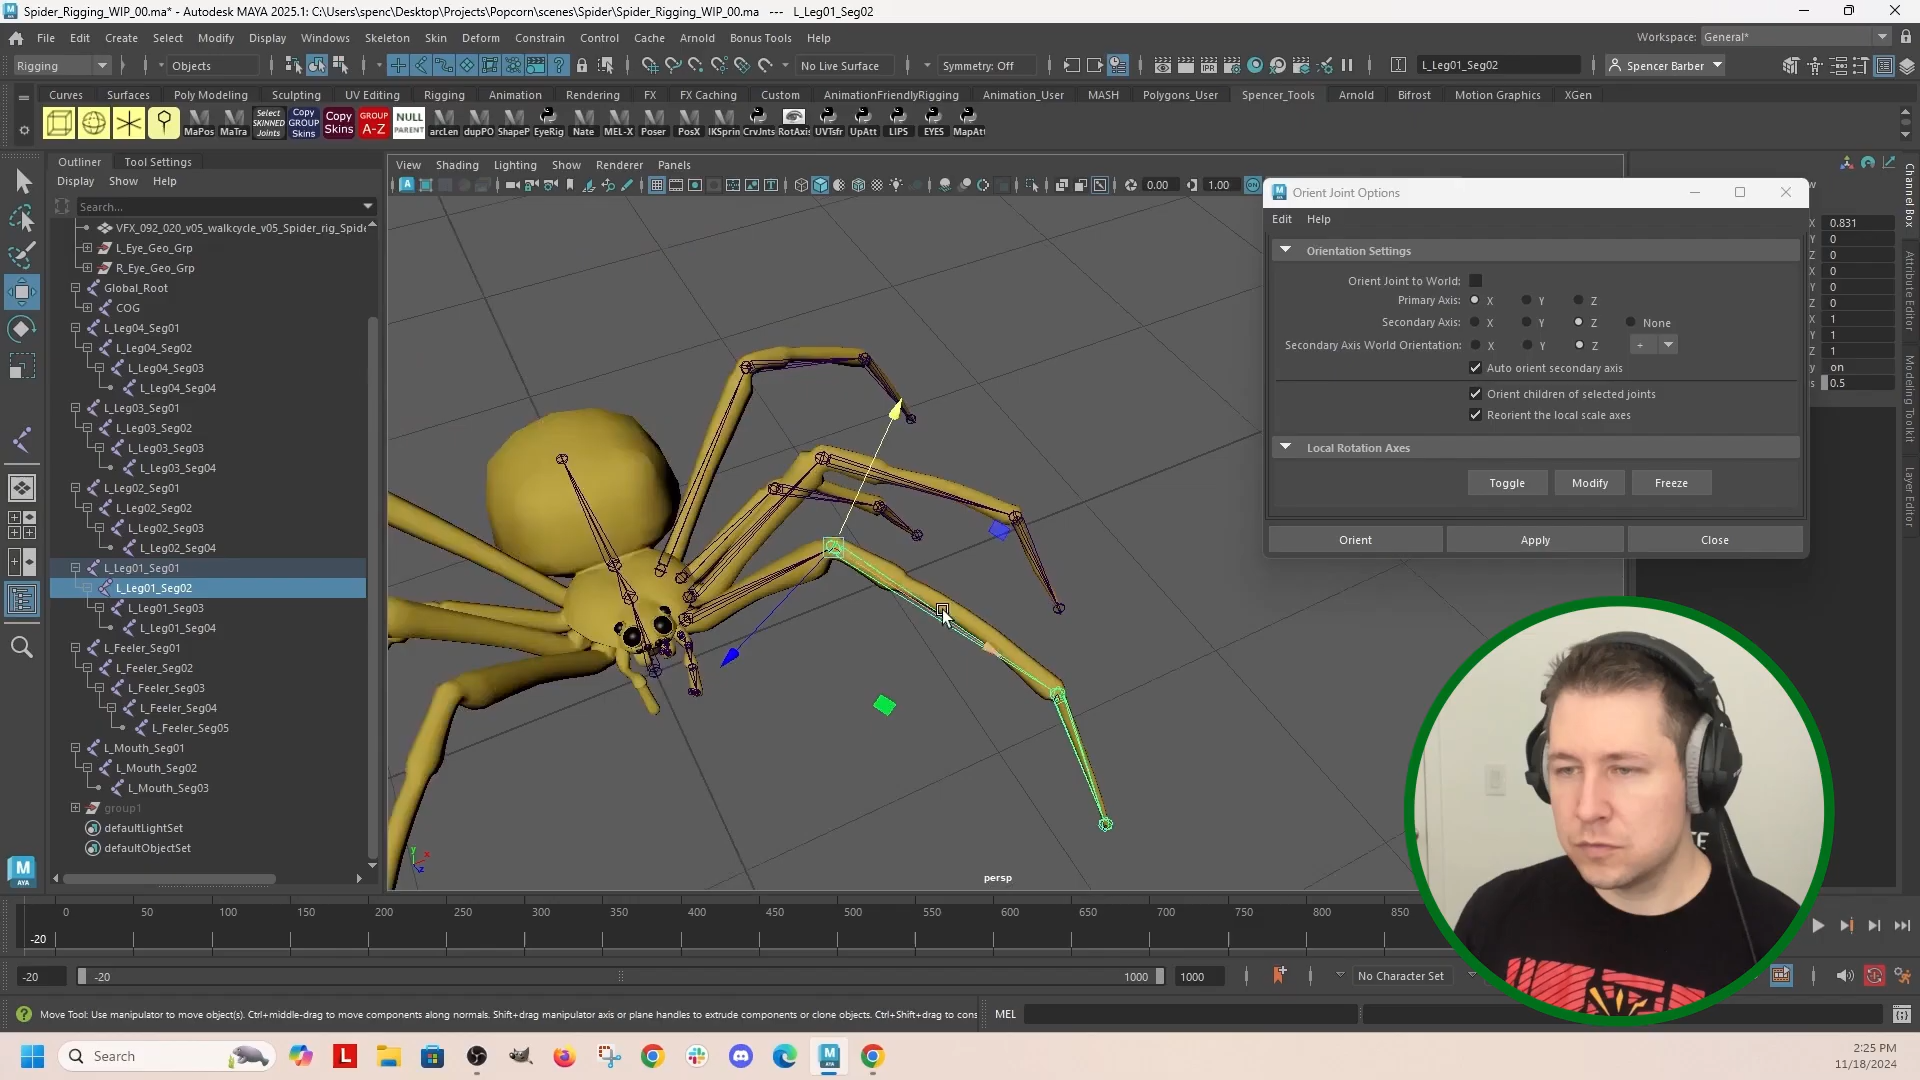 Spider_Rigging_WIP_00.ma* - Autodesk MAYA 2025.1: C:\Users\spenc\Desktop\Projects\Popcorn\scenes\Spider\Spider_Rigging_WIP_00.ma   ---   L_Leg01_Seg02
File Edit Create Select Modify Display Windows Skeleton Skin Deform Constrain Control Cache Arnold Bonus Tools Help
Workspace: General*
Rigging Objects No Live Surface Symmetry: Off L_Leg01_Seg02 Spencer Barber
Curves Surfaces Poly Modeling Sculpting UV Editing Rigging Animation Rendering FX FX Caching Custom AnimationFriendlyRigging Animation_User MASH Polygons_User Spencer_Tools Arnold Bifrost Motion Graphics XGen
Select SKINNED Joints
Copy GROUP Skins
Copy Skins
GROUP A-Z
NULL PARENT
MaPos MaTra arcLen dupPO ShapeP EyeRig Nate MEL-X Poser PosX IKSprin CrvJnts RotAxis UVTsfr UpAtt LIPS EYES MapAtt
Outliner Tool Settings
Display Show Help
Search...
VFX_092_020_v05_walkcycle_v05_Spider_rig_Spide
L_Eye_Geo_Grp
R_Eye_Geo_Grp
Global_Root
COG
L_Leg04_Seg01
L_Leg04_Seg02
L_Leg04_Seg03
L_Leg04_Seg04
L_Leg03_Seg01
L_Leg03_Seg02
L_Leg03_Seg03
L_Leg03_Seg04
L_Leg02_Seg01
L_Leg02_Seg02
L_Leg02_Seg03
L_Leg02_Seg04
L_Leg01_Seg01
L_Leg01_Seg02
L_Leg01_Seg03
L_Leg01_Seg04
L_Feeler_Seg01
L_Feeler_Seg02
L_Feeler_Seg03
L_Feeler_Seg04
L_Feeler_Seg05
L_Mouth_Seg01
L_Mouth_Seg02
L_Mouth_Seg03
group1
defaultLightSet
defaultObjectSet
View Shading Lighting Show Renderer Panels
0.00 1.00
persp
Orient Joint Options
Edit Help
Orientation Settings
Orient Joint to World:
Primary Axis: X Y Z
Secondary Axis: X Y Z None
Secondary Axis World Orientation: X Y Z +
Auto orient secondary axis
Orient children of selected joints
Reorient the local scale axes
Local Rotation Axes
Toggle Modify Freeze
Orient Apply Close
X 0.831
Y 0
Z 0
X 0
Y 0
Z 0
X 1
Y 1
Z 1
y on
s 0.5
Channel Box
Attribute Editor
Modeling Toolkit
Layer Editor
0 50 100 150 200 250 300 350 400 450 500 550 600 650 700 750 800 850
-20
-20 -20 1000 1000 No Character Set
Move Tool: Use manipulator to move object(s). Ctrl+middle-drag to move components along normals. Shift+drag manipulator axis or plane handles to extrude components or clone objects. Ctrl+Shift+drag to cons
MEL
Search
2:25 PM
11/18/2024